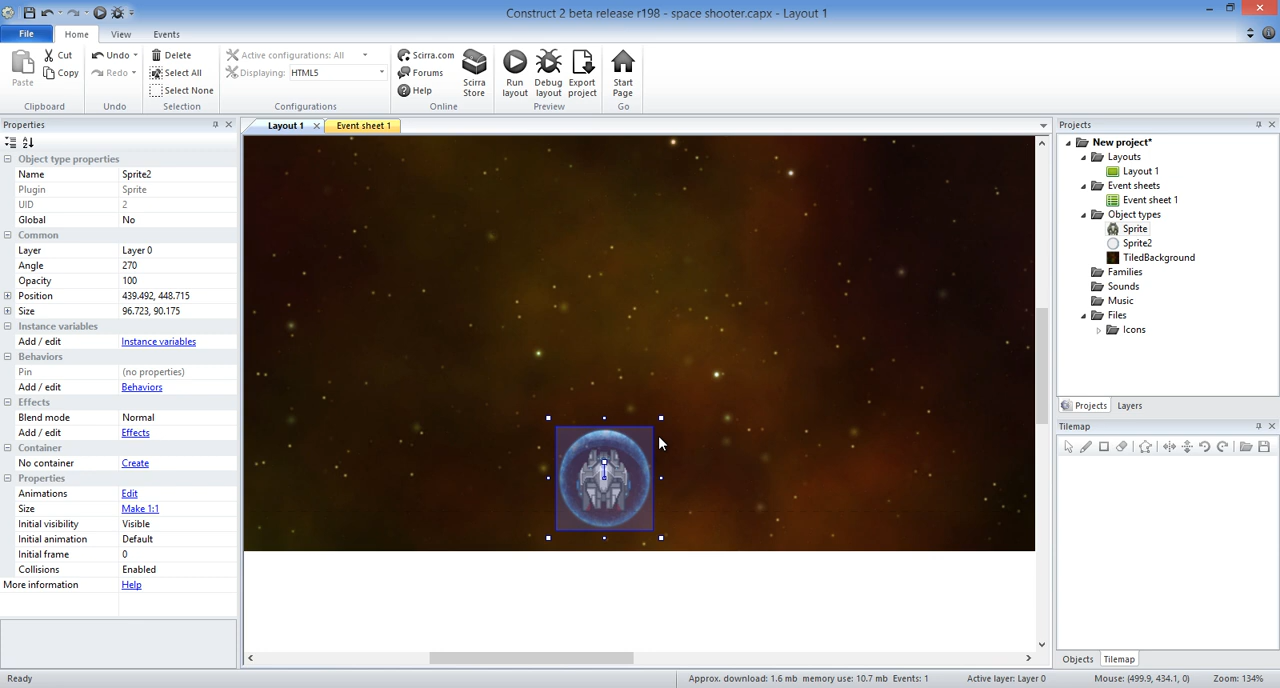 Construct 2 beta release r198 - space shooter.capx - Layout 1
File Home View Events
Paste Cut Copy
Undo Redo
Delete Select All Select None
Active configurations: All
Displaying: HTML5
Scirra.com Forums Help
Scirra Store
Run layout Debug layout Export project
Start Page
Clipboard Undo Selection Configurations Online Preview Go
Properties
Layout 1 Event sheet 1
Object type properties
Name Sprite2
Plugin Sprite
UID 2
Global No
Common
Layer Layer 0
Angle 270
Opacity 100
Position 439.492, 448.715
Size 96.723, 90.175
Instance variables
Add / edit Instance variables
Behaviors
Pin (no properties)
Add / edit Behaviors
Effects
Blend mode Normal
Add / edit Effects
Container
No container Create
Properties
Animations Edit
Size Make 1:1
Initial visibility Visible
Initial animation Default
Initial frame 0
Collisions Enabled
More information Help
Projects
New project*
Layouts
Layout 1
Event sheets
Event sheet 1
Object types
Sprite
Sprite2
TiledBackground
Families
Sounds
Music
Files
Icons
Projects Layers
Tilemap
Objects Tilemap
Ready Approx. download: 1.6 mb memory use: 10.7 mb Events: 1 Active layer: Layer 0 Mouse: (499.9, 434.1, 0) Zoom: 134%